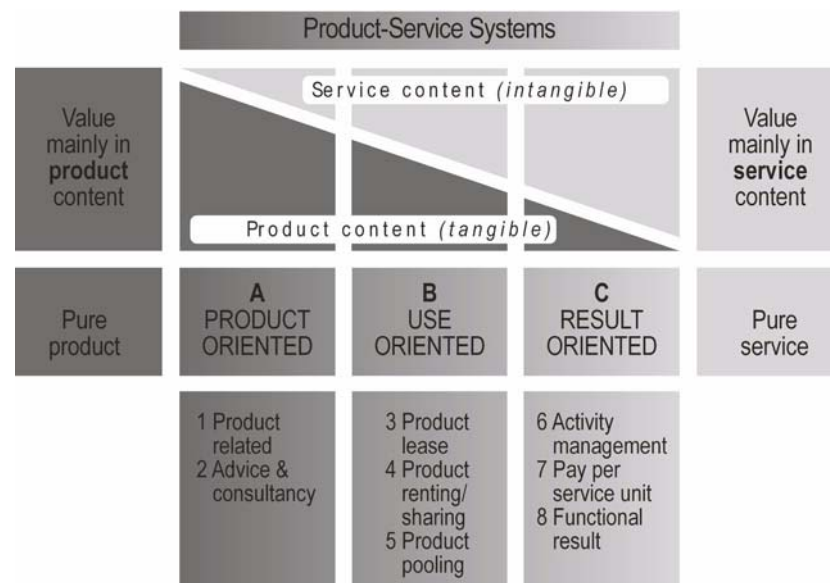 Product-Service Systems
Value
mainly in
product
content
Service content (intangible)
Product content (tangible)
Value
mainly in
service
content
Pure
product
A
PRODUCT
ORIENTED
B
USE
ORIENTED
C
RESULT
ORIENTED
Pure
service
1 Product
related
2 Advice &
consultancy
3 Product
lease
4 Product
renting/
sharing
5 Product
pooling
6 Activity
management
7 Pay per
service unit
8 Functional
result